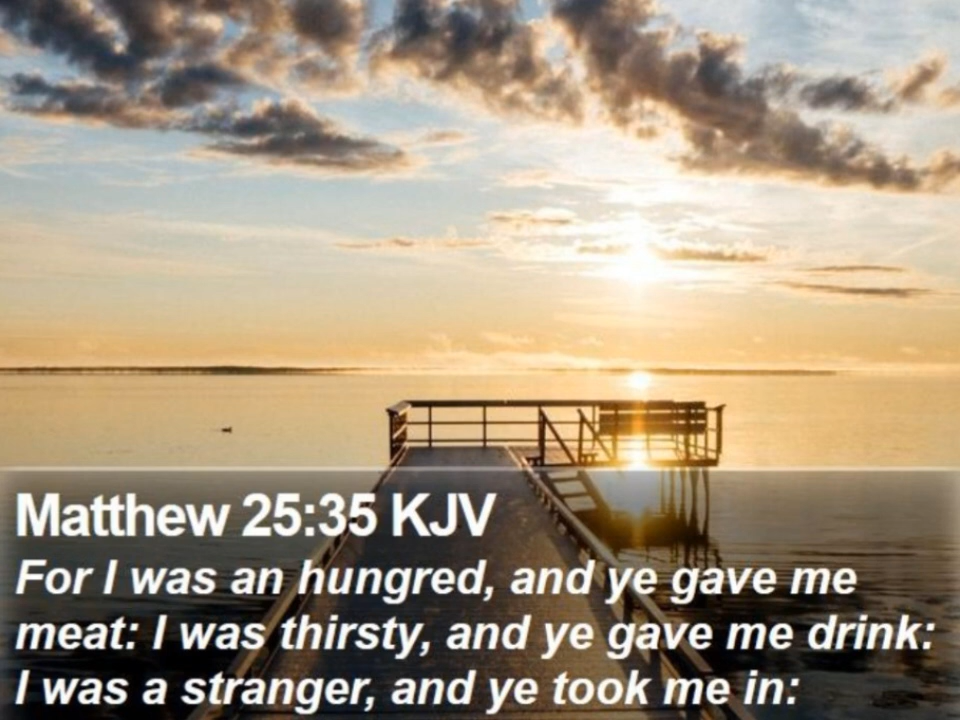 Matthew 25:35 KJV
For I was an hungred, and ye gave me
meat: I was thirsty, and ye gave me drink:
I was a stranger, and ye took me in: